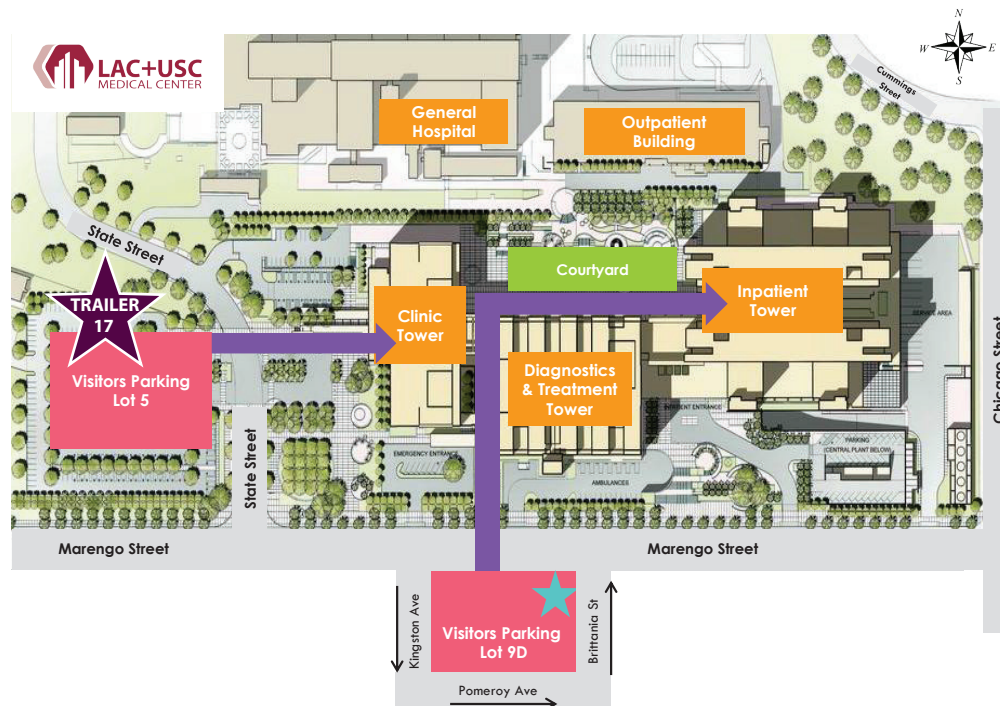 N
W
E
S
LAC+USC
MEDICAL CENTER
Cummings
Street
General
Hospital
Outpatient
Building
State Street
Courtyard
TRAILER
17
Clinic
Tower
Inpatient
Tower
SERVICE AREA
Chicago Street
Visitors Parking
Lot 5
Diagnostics
& Treatment
Tower
PARKING
(CENTRAL PLANT BELOW)
EMERGENCY ENTRANCE
AMBULANCES
State Street
Marengo Street
Marengo Street
Kingston Ave
Visitors Parking
Lot 9D
Brittania St
Pomeroy Ave